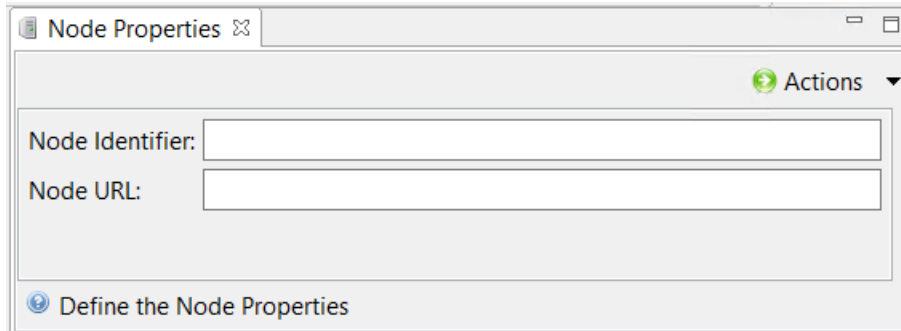 Node Properties
Actions
Node Identifier:
Node URL:
Define the Node Properties